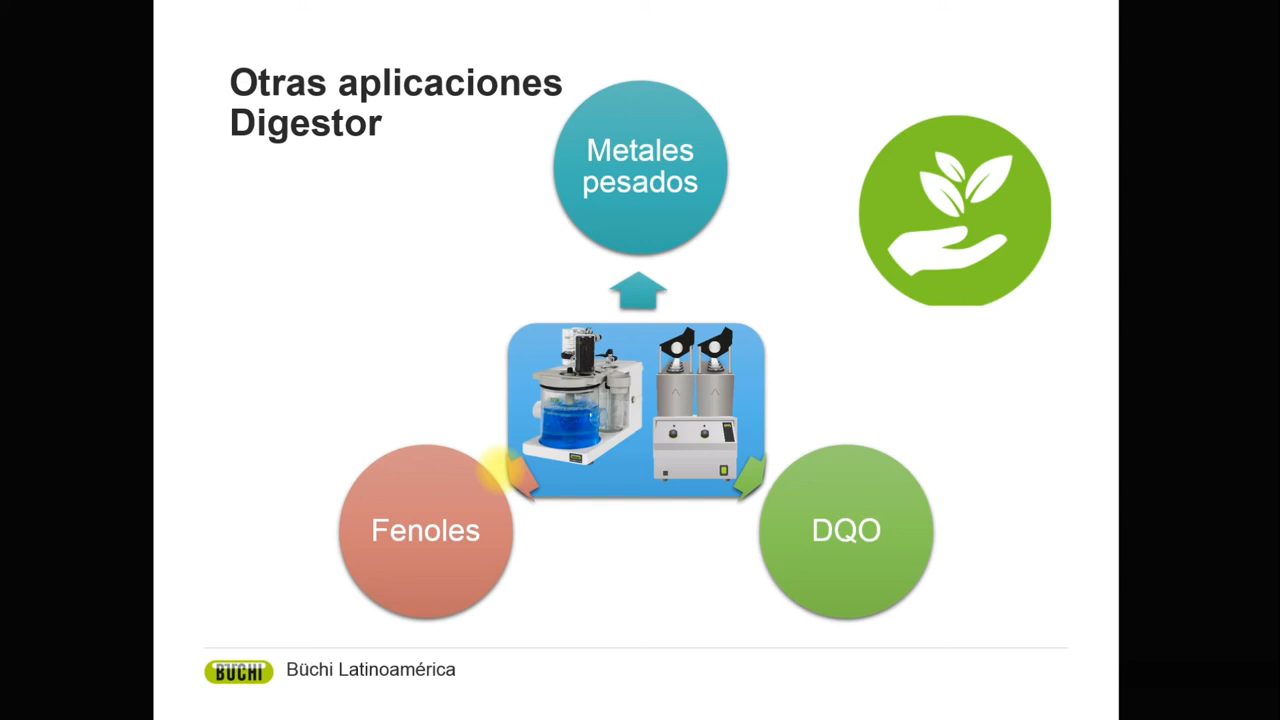 Otras aplicaciones
Digestor
Metales
pesados
Fenoles
DQO
BÜCHI
Büchi Latinoamérica